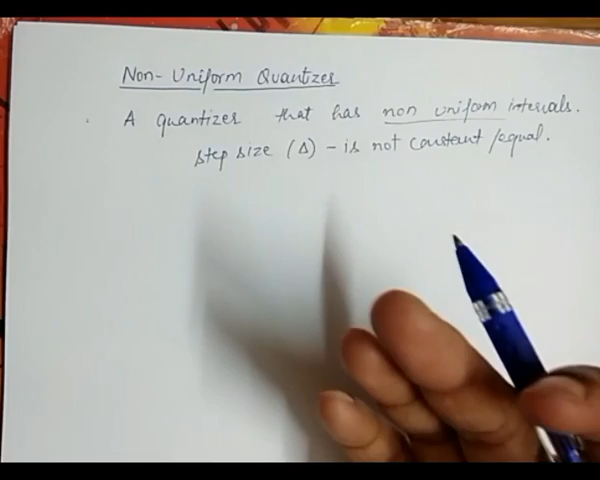 Non-Uniform Quantizer
A quantizer that has non uniform intervals.
step size (Δ) - is not constant /equal.